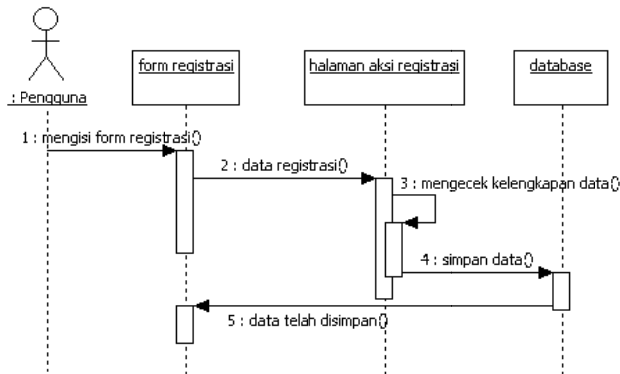 form registrasi
halaman aksi registrasi
database
: Pengguna
1 : mengisi form registrasi()
2 : data registrasi()
3 : mengecek kelengkapan data()
4 : simpan data()
5 : data telah disimpan()